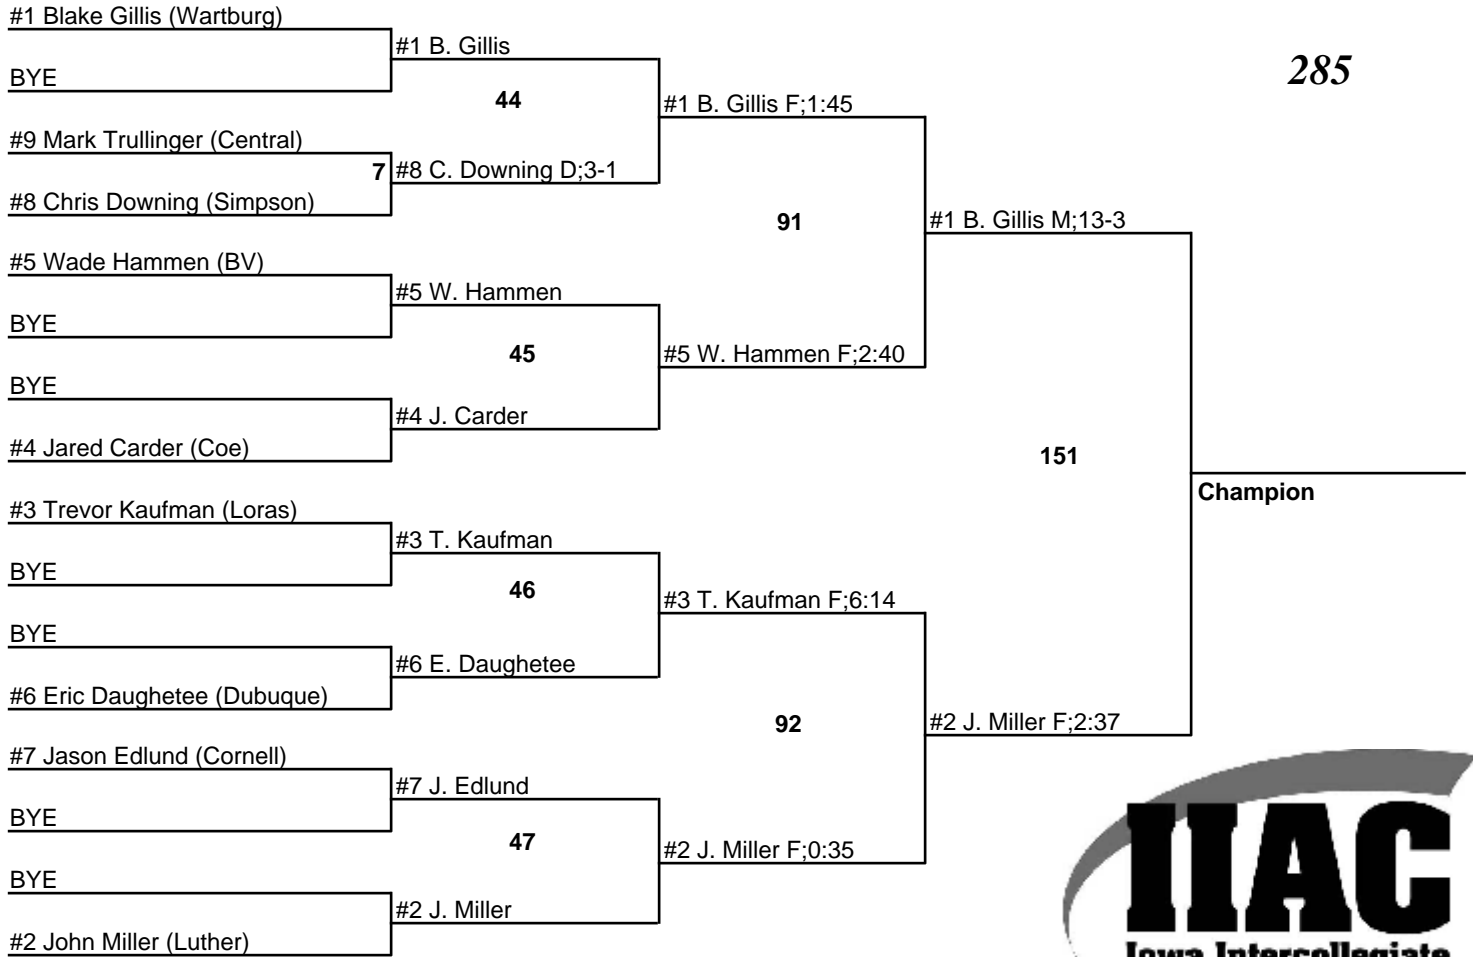 #1 Blake Gillis (Wartburg)
#1 B. Gillis
285
BYE
44
#1 B. Gillis F;1:45
#9 Mark Trullinger (Central)
7
#8 C. Downing D;3-1
#8 Chris Downing (Simpson)
91
#1 B. Gillis M;13-3
#5 Wade Hammen (BV)
#5 W. Hammen
BYE
45
#5 W. Hammen F;2:40
BYE
#4 J. Carder
#4 Jared Carder (Coe)
151
Champion
#3 Trevor Kaufman (Loras)
#3 T. Kaufman
BYE
46
#3 T. Kaufman F;6:14
BYE
#6 E. Daughetee
#6 Eric Daughetee (Dubuque)
92
#2 J. Miller F;2:37
#7 Jason Edlund (Cornell)
#7 J. Edlund
BYE
47
#2 J. Miller F;0:35
BYE
#2 J. Miller
#2 John Miller (Luther)
IIAC
Iowa Intercollegiate